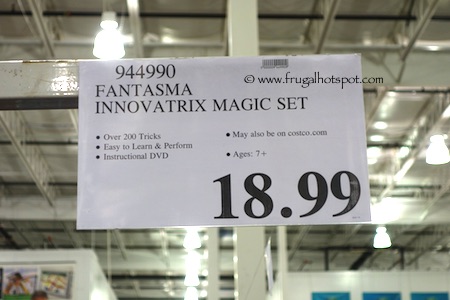 944990
© www.frugalhotspot.com
FANTASMA
INNOVATRIX MAGIC SET
• Over 200 Tricks
• Easy to Learn & Perform
• Instructional DVD
• May also be on costco.com
• Ages: 7+
18.99